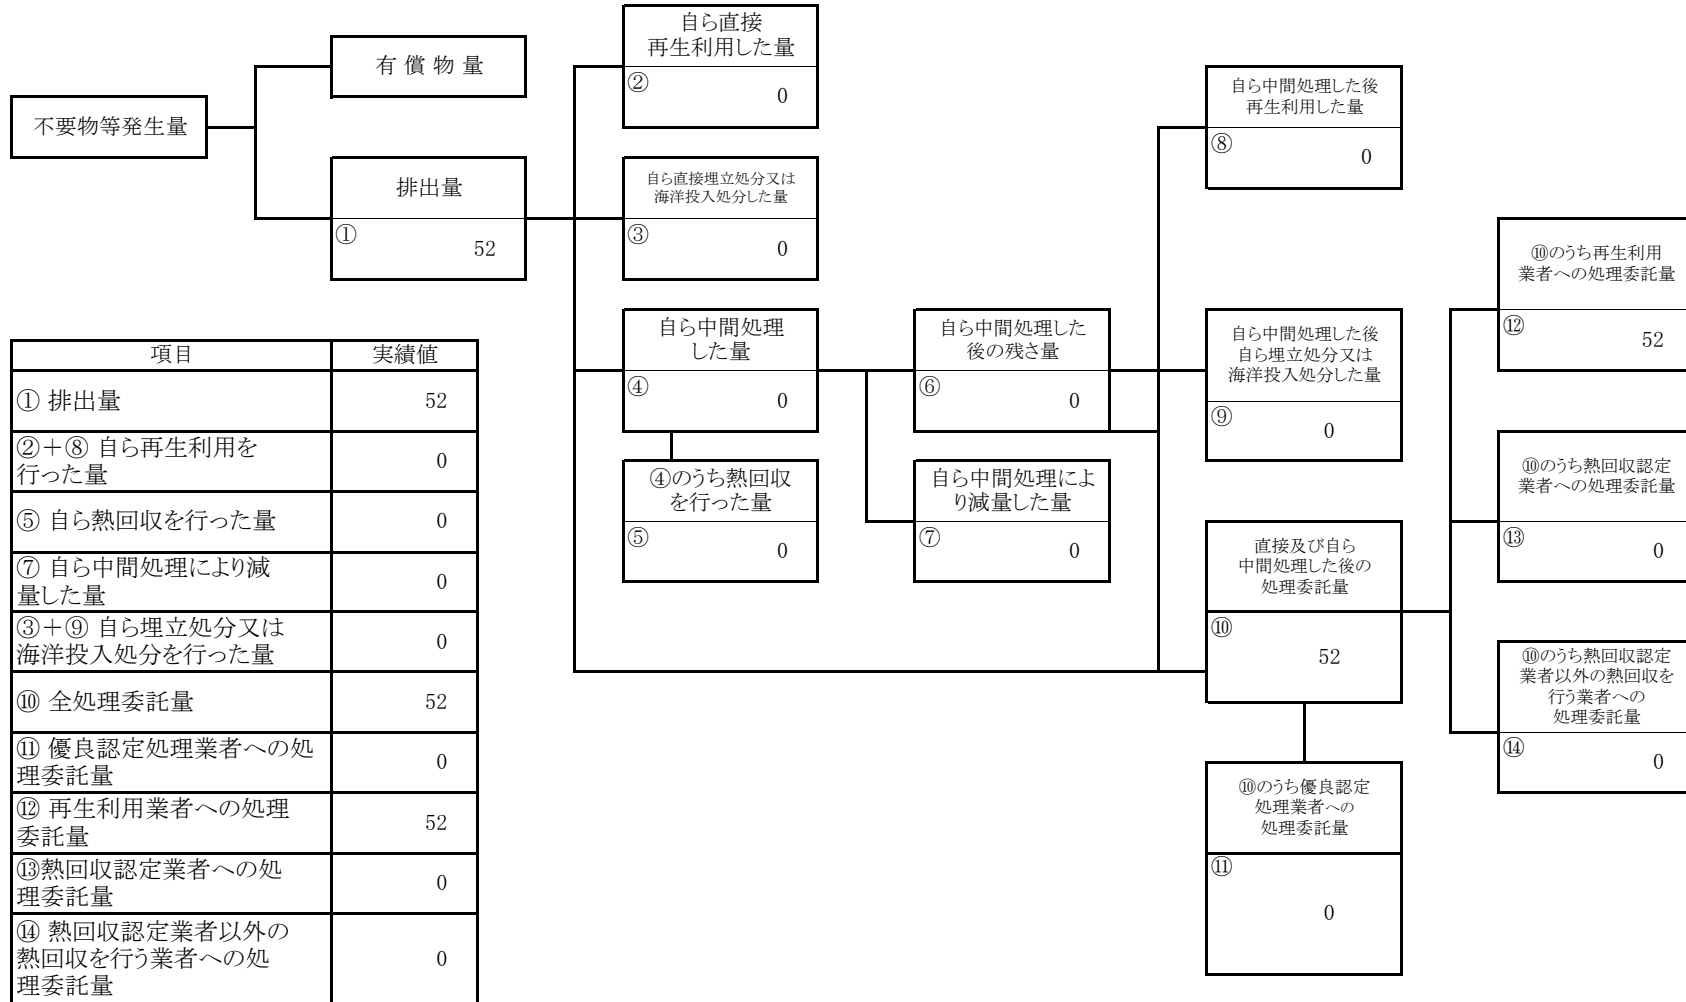 不要物等発生量
有 償 物 量
排出量
①
52
自ら直接
再生利用した量
②
0
自ら直接埋立処分又は
海洋投入処分した量
③
0
自ら中間処理
した量
④
0
④のうち熱回収
を行った量
⑤
0
自ら中間処理した
後の残さ量
⑥
0
自ら中間処理によ
り減量した量
⑦
0
自ら中間処理した後
再生利用した量
⑧
0
自ら中間処理した後
自ら埋立処分又は
海洋投入処分した量
⑨
0
直接及び自ら
中間処理した後の
処理委託量
⑩
52
⑩のうち優良認定
処理業者への
処理委託量
⑪
0
⑩のうち再生利用
業者への処理委託量
⑫
52
⑩のうち熱回収認定
業者への処理委託量
⑬
0
⑩のうち熱回収認定
業者以外の熱回収を
行う業者への
処理委託量
⑭
0
項目 実績値
① 排出量 52
②+⑧ 自ら再生利用を
行った量 0
⑤ 自ら熱回収を行った量 0
⑦ 自ら中間処理により減
量した量 0
③+⑨ 自ら埋立処分又は
海洋投入処分を行った量 0
⑩ 全処理委託量 52
⑪ 優良認定処理業者への処
理委託量 0
⑫ 再生利用業者への処理
委託量 52
⑬熱回収認定業者への処
理委託量 0
⑭ 熱回収認定業者以外の
熱回収を行う業者への処
理委託量 0